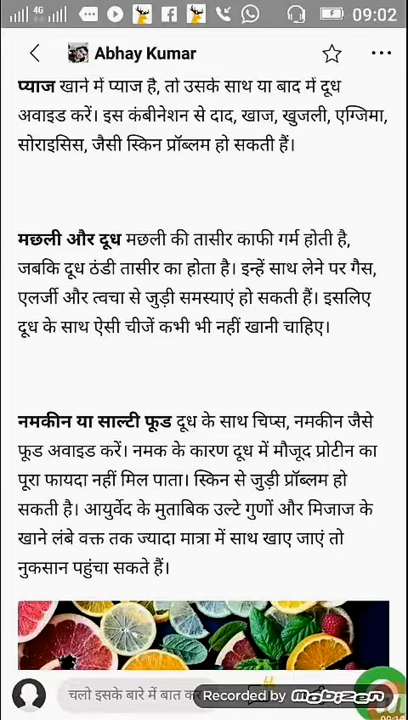 4G
09:02
Abhay Kumar
प्याज खाने में प्याज है, तो उसके साथ या बाद में दूध
अवाइड करें। इस कंबीनेशन से दाद, खाज, खुजली, एग्जिमा,
सोराइसिस, जैसी स्किन प्रॉब्लम हो सकती हैं।
मछली और दूध मछली की तासीर काफी गर्म होती है,
जबकि दूध ठंडी तासीर का होता है। इन्हें साथ लेने पर गैस,
एलर्जी और त्वचा से जुड़ी समस्याएं हो सकती हैं। इसलिए
दूध के साथ ऐसी चीजें कभी भी नहीं खानी चाहिए।
नमकीन या साल्टी फूड दूध के साथ चिप्स, नमकीन जैसे
फूड अवाइड करें। नमक के कारण दूध में मौजूद प्रोटीन का
पूरा फायदा नहीं मिल पाता। स्किन से जुड़ी प्रॉब्लम हो
सकती है। आयुर्वेद के मुताबिक उल्टे गुणों और मिजाज के
खाने लंबे वक्त तक ज्यादा मात्रा में साथ खाए जाएं तो
नुकसान पहुंचा सकते हैं।
चलो इसके बारे में बात कर
Recorded by MOBIZEN